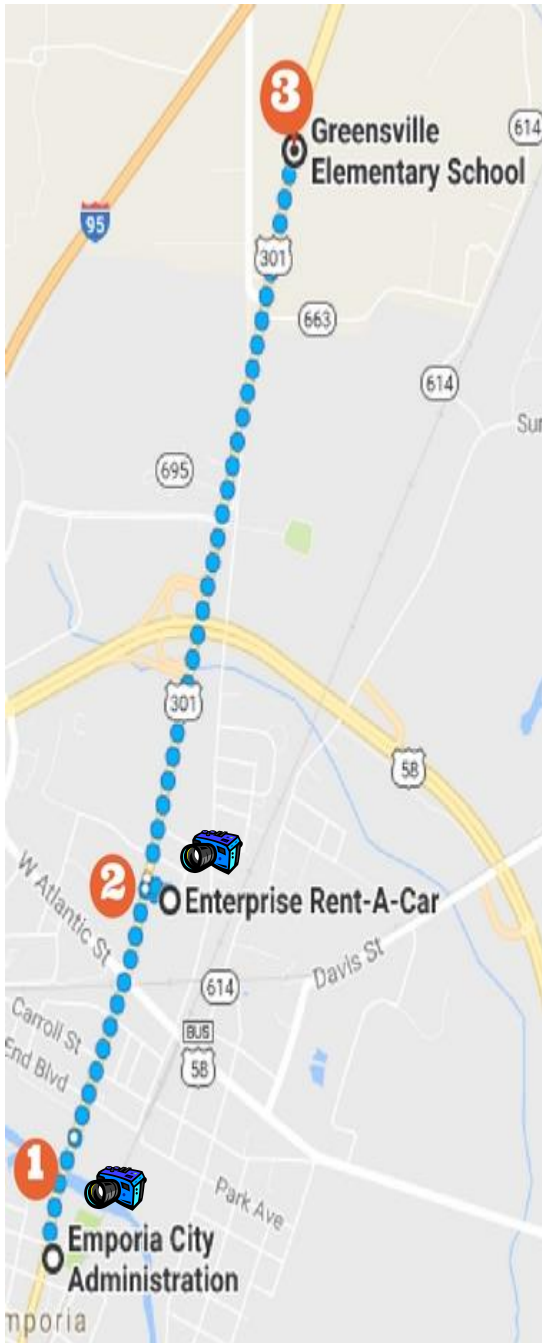 3
Greensville
Elementary School
614
95
301
663
614
Sur
695
301
58
2
Enterprise Rent-A-Car
W Atlantic St
Davis St
614
Carroll St
End Blvd
BUS
58
1
Park Ave
Emporia City
Administration
mporia